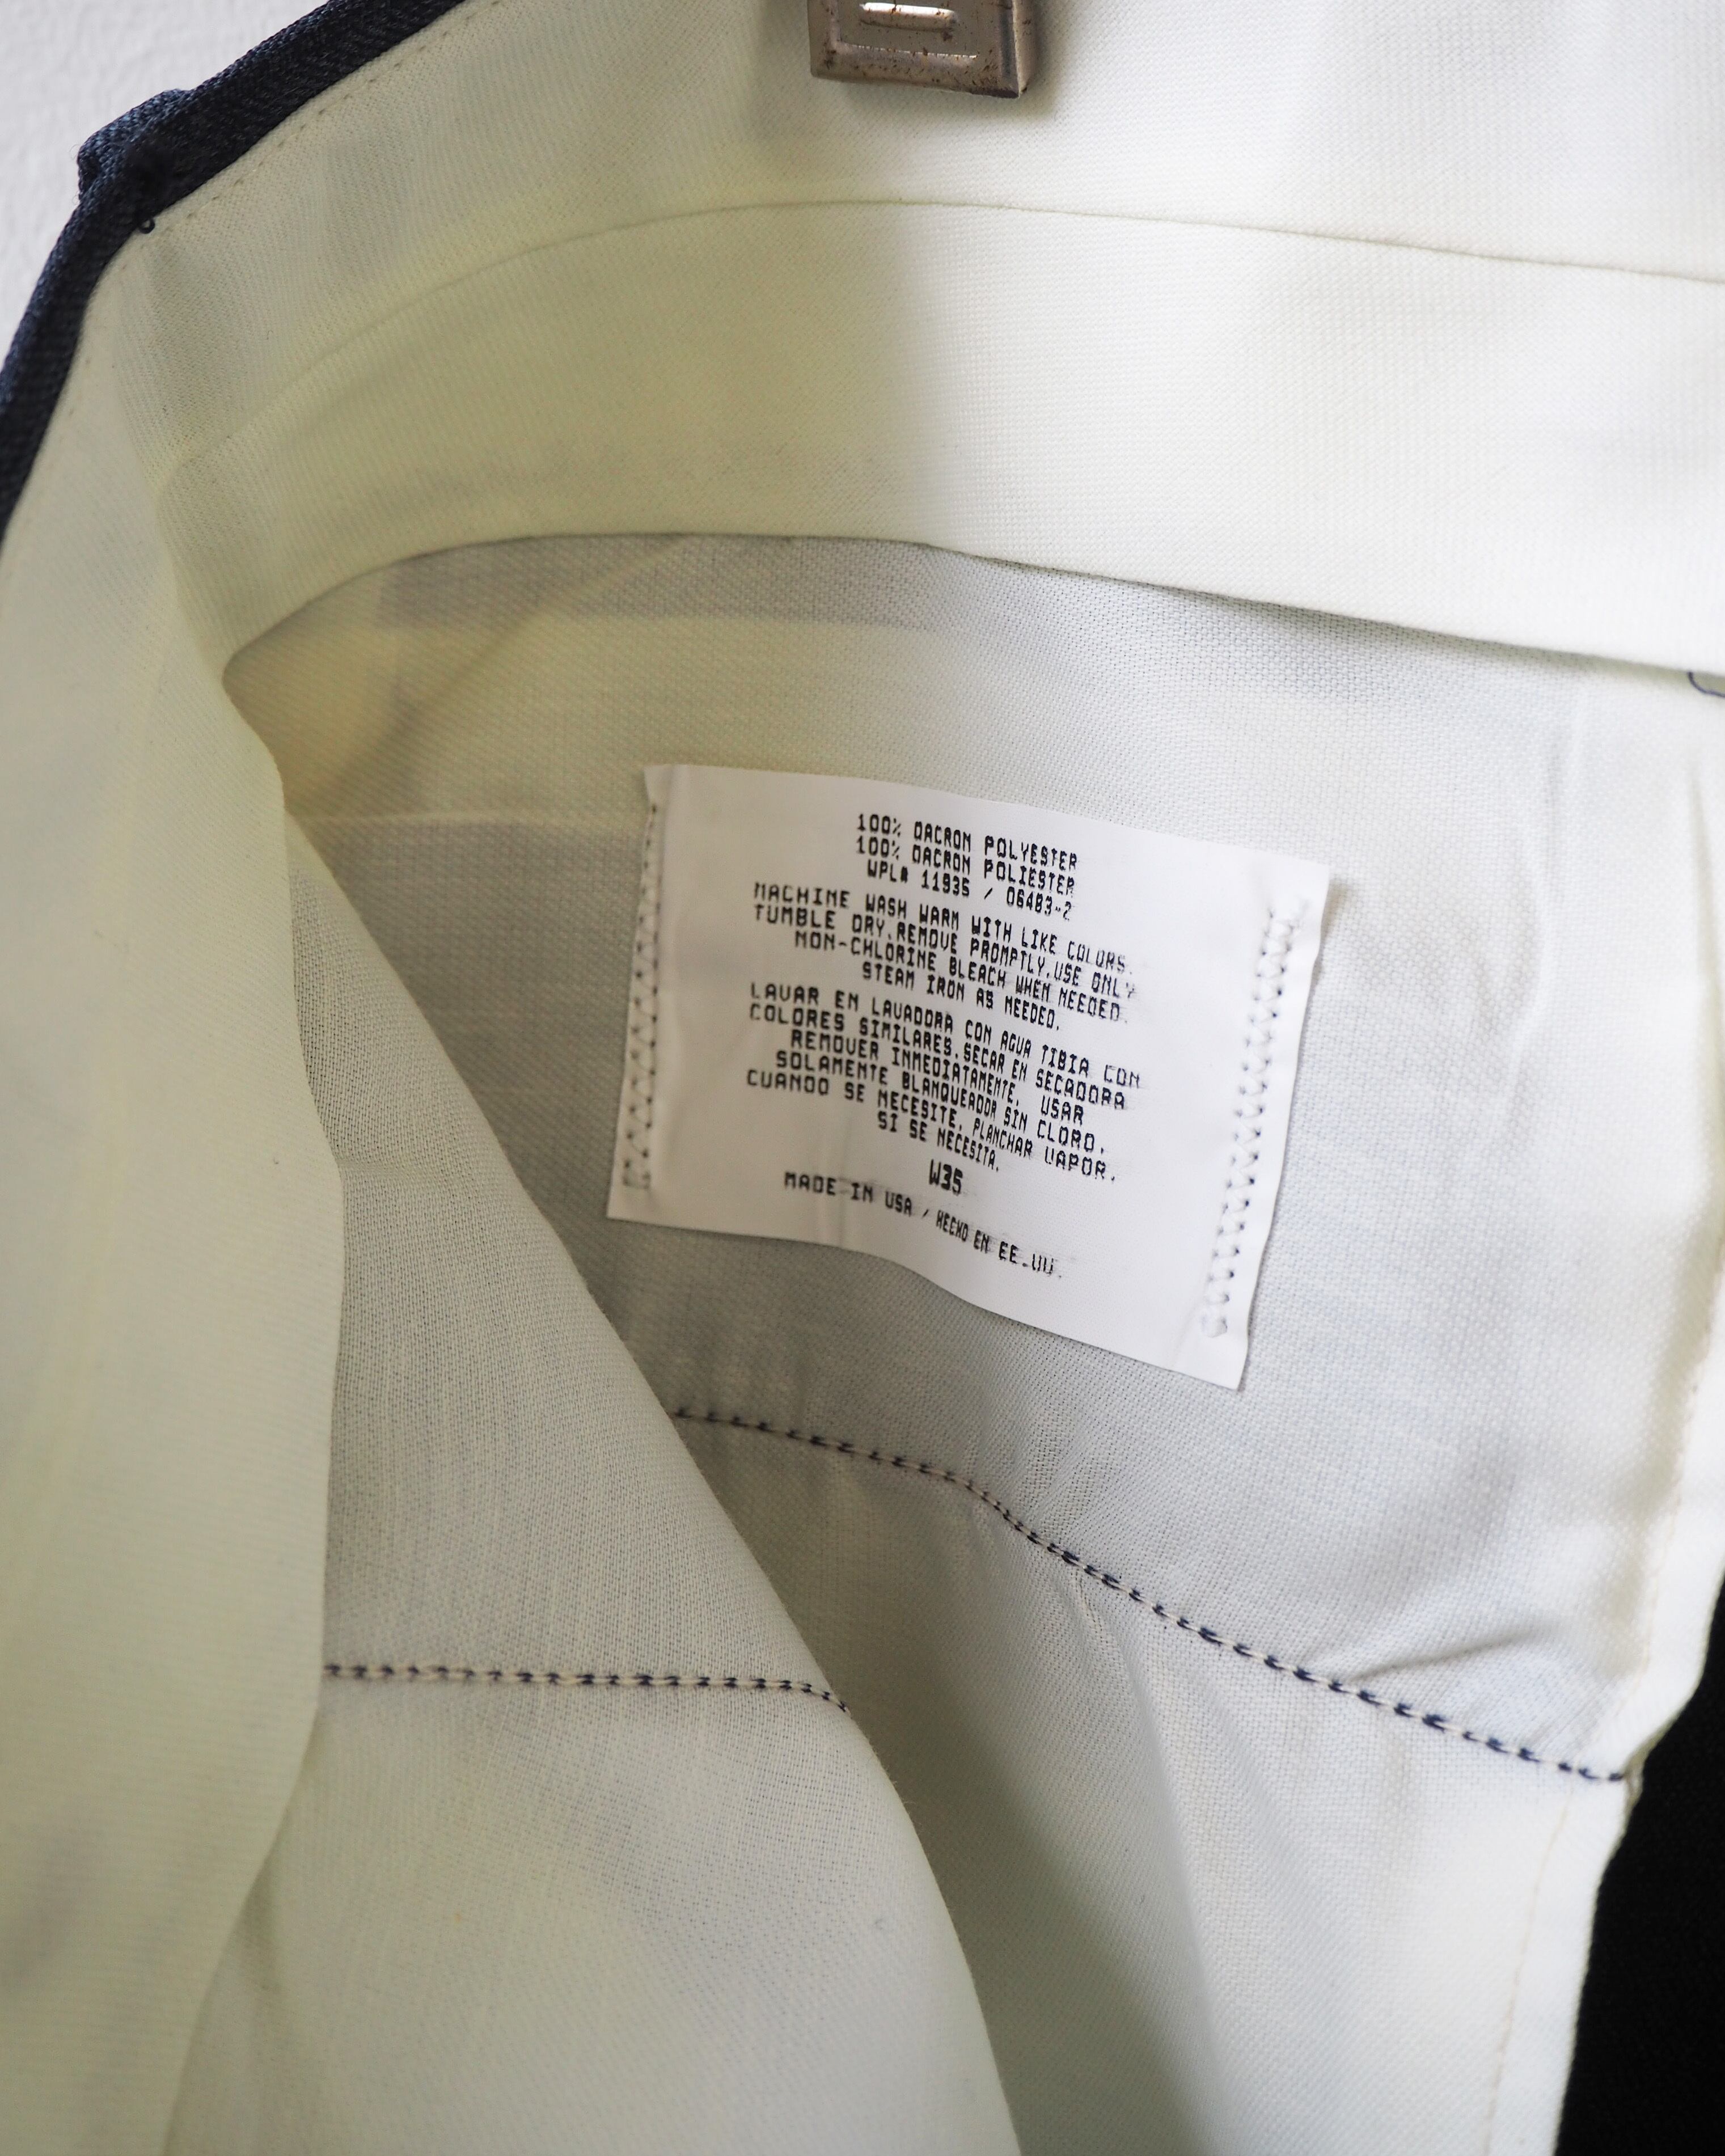 100% DACRON POLYESTER
100% DACRON POLIESTER
WPL# 11935 / 06483-2
MACHINE WASH WARM WITH LIKE COLORS.
TUMBLE DRY.REMOVE PROMPTLY.USE ONLY
NON-CHLORINE BLEACH WHEN NEEDED.
STEAM IRON AS NEEDED.
LAVAR EN LAVADORA CON AGUA TIBIA CON
COLORES SIMILARES.SECAR EN SECADORA
REMOVER INMEDIATAMENTE. USAR
SOLAMENTE BLANQUEADOR SIN CLORO.
CUANDO SE NECESITE. PLANCHAR VAPOR.
SI SE NECESITA.
W35
MADE IN USA / HECHO EN EE.UU.